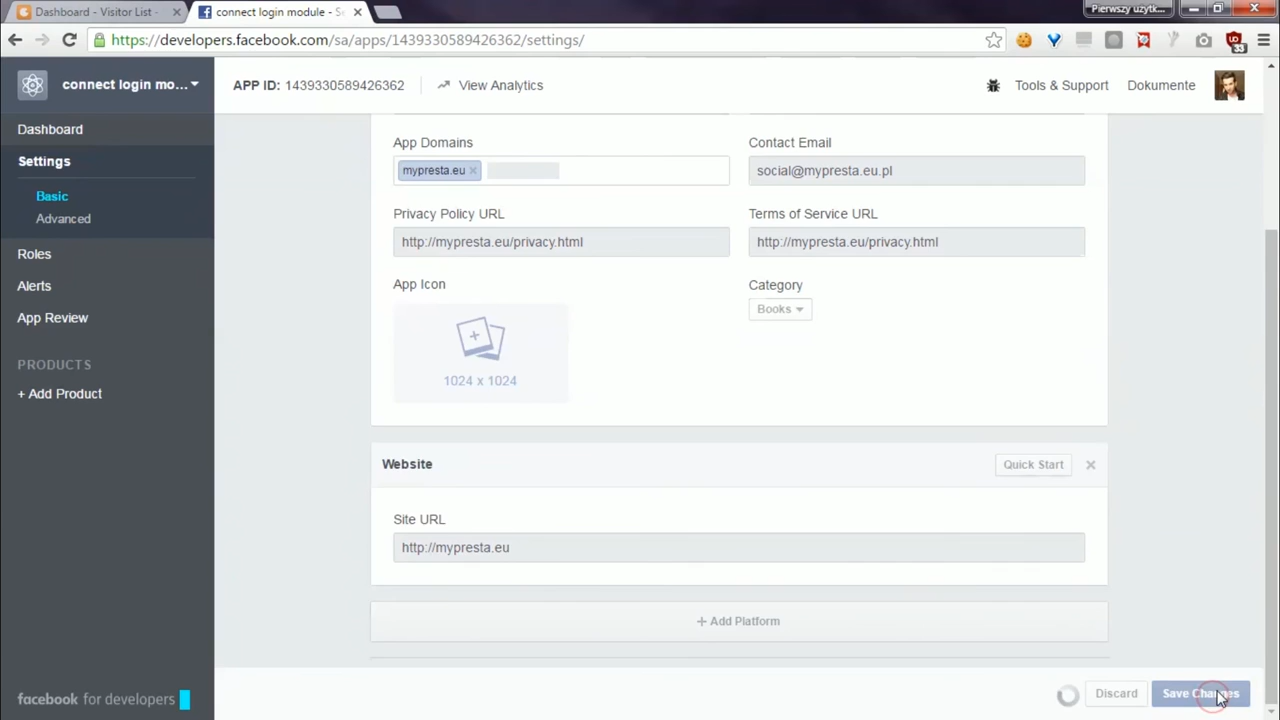 Dashboard - Visitor List -
connect login module - Se
Pierwszy użytk...
https://developers.facebook.com/sa/apps/1439330589426362/settings/
33
connect login mo...
APP ID: 1439330589426362
View Analytics
Tools & Support
Dokumente
Dashboard
Settings
Basic
Advanced
Roles
Alerts
App Review
PRODUCTS
+ Add Product
App Domains
Contact Email
mypresta.eu ×
social@mypresta.eu.pl
Privacy Policy URL
Terms of Service URL
http://mypresta.eu/privacy.html
http://mypresta.eu/privacy.html
App Icon
Category
Books
1024 x 1024
Website
Quick Start
Site URL
http://mypresta.eu
+ Add Platform
facebook for developers
Discard
Save Changes